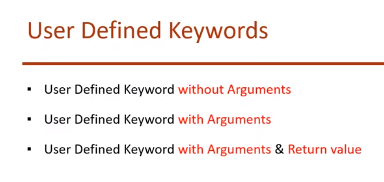 User Defined Keywords
▪ User Defined Keyword without Arguments
▪ User Defined Keyword with Arguments
▪ User Defined Keyword with Arguments & Return value